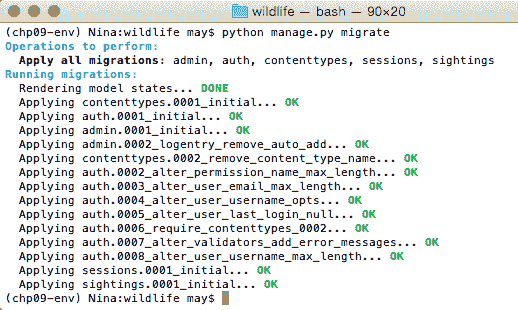 wildlife — bash — 90×20
(chp09-env) Nina:wildlife may$ python manage.py migrate
Operations to perform:
  Apply all migrations: admin, auth, contenttypes, sessions, sightings
Running migrations:
  Rendering model states... DONE
  Applying contenttypes.0001_initial... OK
  Applying auth.0001_initial... OK
  Applying admin.0001_initial... OK
  Applying admin.0002_logentry_remove_auto_add... OK
  Applying contenttypes.0002_remove_content_type_name... OK
  Applying auth.0002_alter_permission_name_max_length... OK
  Applying auth.0003_alter_user_email_max_length... OK
  Applying auth.0004_alter_user_username_opts... OK
  Applying auth.0005_alter_user_last_login_null... OK
  Applying auth.0006_require_contenttypes_0002... OK
  Applying auth.0007_alter_validators_add_error_messages... OK
  Applying auth.0008_alter_user_username_max_length... OK
  Applying sessions.0001_initial... OK
  Applying sightings.0001_initial... OK
(chp09-env) Nina:wildlife may$